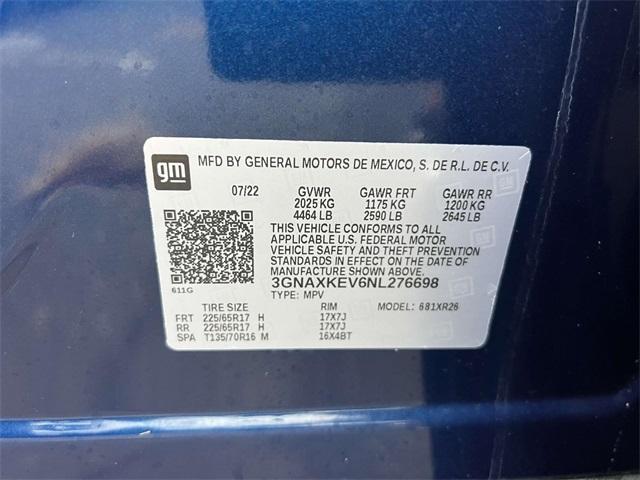 gm MFD BY GENERAL MOTORS DE MEXICO, S. DE R.L. DE C.V.
07/22 GVWR GAWR FRT GAWR RR
2025 KG 1175 KG 1200 KG
4464 LB 2590 LB 2645 LB
THIS VEHICLE CONFORMS TO ALL
APPLICABLE U.S. FEDERAL MOTOR
VEHICLE SAFETY AND THEFT PREVENTION
STANDARDS IN EFFECT ON THE DATE OF
MANUFACTURE SHOWN ABOVE.
3GNAXKEV6NL276698
611G TYPE: MPV
TIRE SIZE RIM MODEL: 681XR26
FRT 225/65R17 H 17X7J
RR 225/65R17 H 17X7J
SPA T135/70R16 M 16X4BT